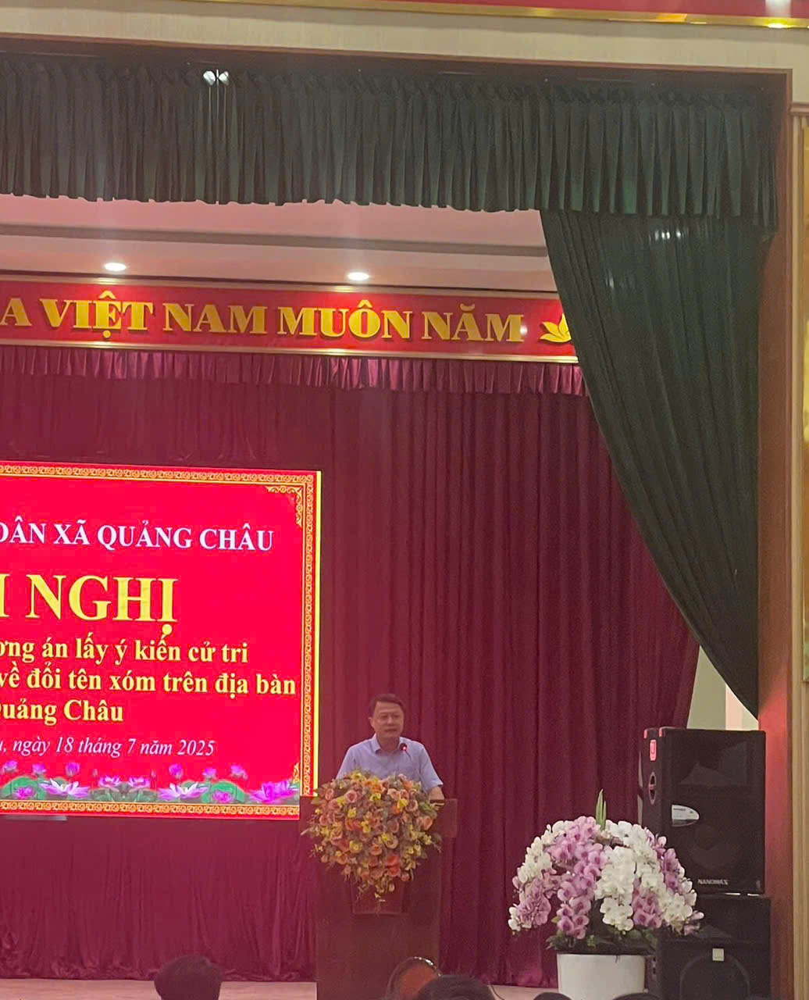 A VIỆT NAM MUÔN NĂM
DÂN XÃ QUẢNG CHÂU
NGHỊ
ơng án lấy ý kiến cử tri
về đổi tên xóm trên địa bàn
Quảng Châu
, ngày 18 tháng 7 năm 2025
NANOMAX